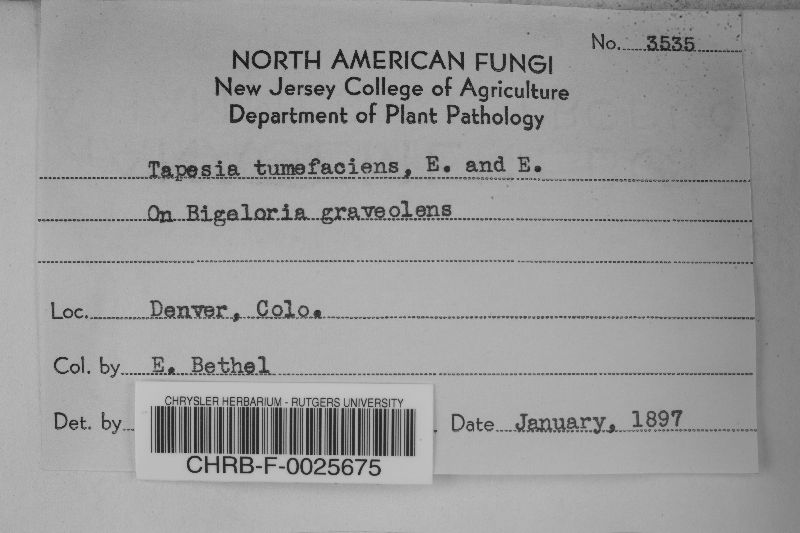 No. 3535
NORTH AMERICAN FUNGI
New Jersey College of Agriculture
Department of Plant Pathology
Tapesia tumefaciens, E. and E.
On Bigeloria graveolens
Loc. Denver, Colo.
Col. by E. Bethel
Det. by
Date January, 1897
CHRYSLER HERBARIUM - RUTGERS UNIVERSITY
CHRB-F-0025675